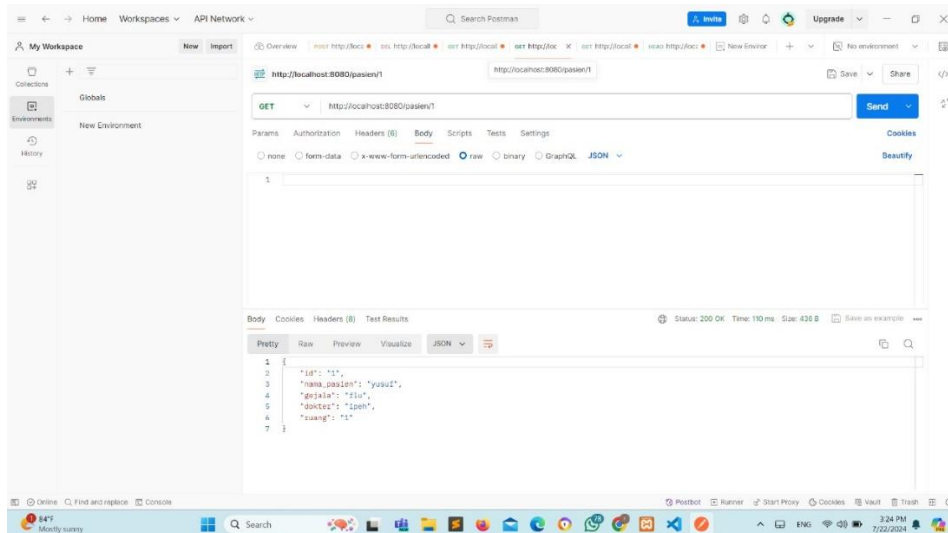 Home Workspaces API Network Search Postman Invite Upgrade
My Workspace New Import Overview New Environ No environment
http://localhost:8080/pasien/1 http://localhost:8080/pasien/1 Save Share
Collections
Globals
GET http://localhost:8080/pasien/1 Send
Environments
New Environment
Params Authorization Headers (6) Body Scripts Tests Settings Cookies
History
none form-data x-www-form-urlencoded raw binary GraphQL JSON Beautify
1
Body Cookies Headers (8) Test Results Status: 200 OK Time: 110 ms Size: 436 B Save as example
Pretty Raw Preview Visualize JSON
1 {
2 "id": "1",
3 "nama_pasien": "yusuf",
4 "gejala": "flu",
5 "dokter": "ipeh",
6 "ruang": "1"
7 }
Online Find and replace Console Postbot Runner Start Proxy Cookies Vault Trash
84°F
Mostly sunny
Search
ENG
3:24 PM
7/22/2024